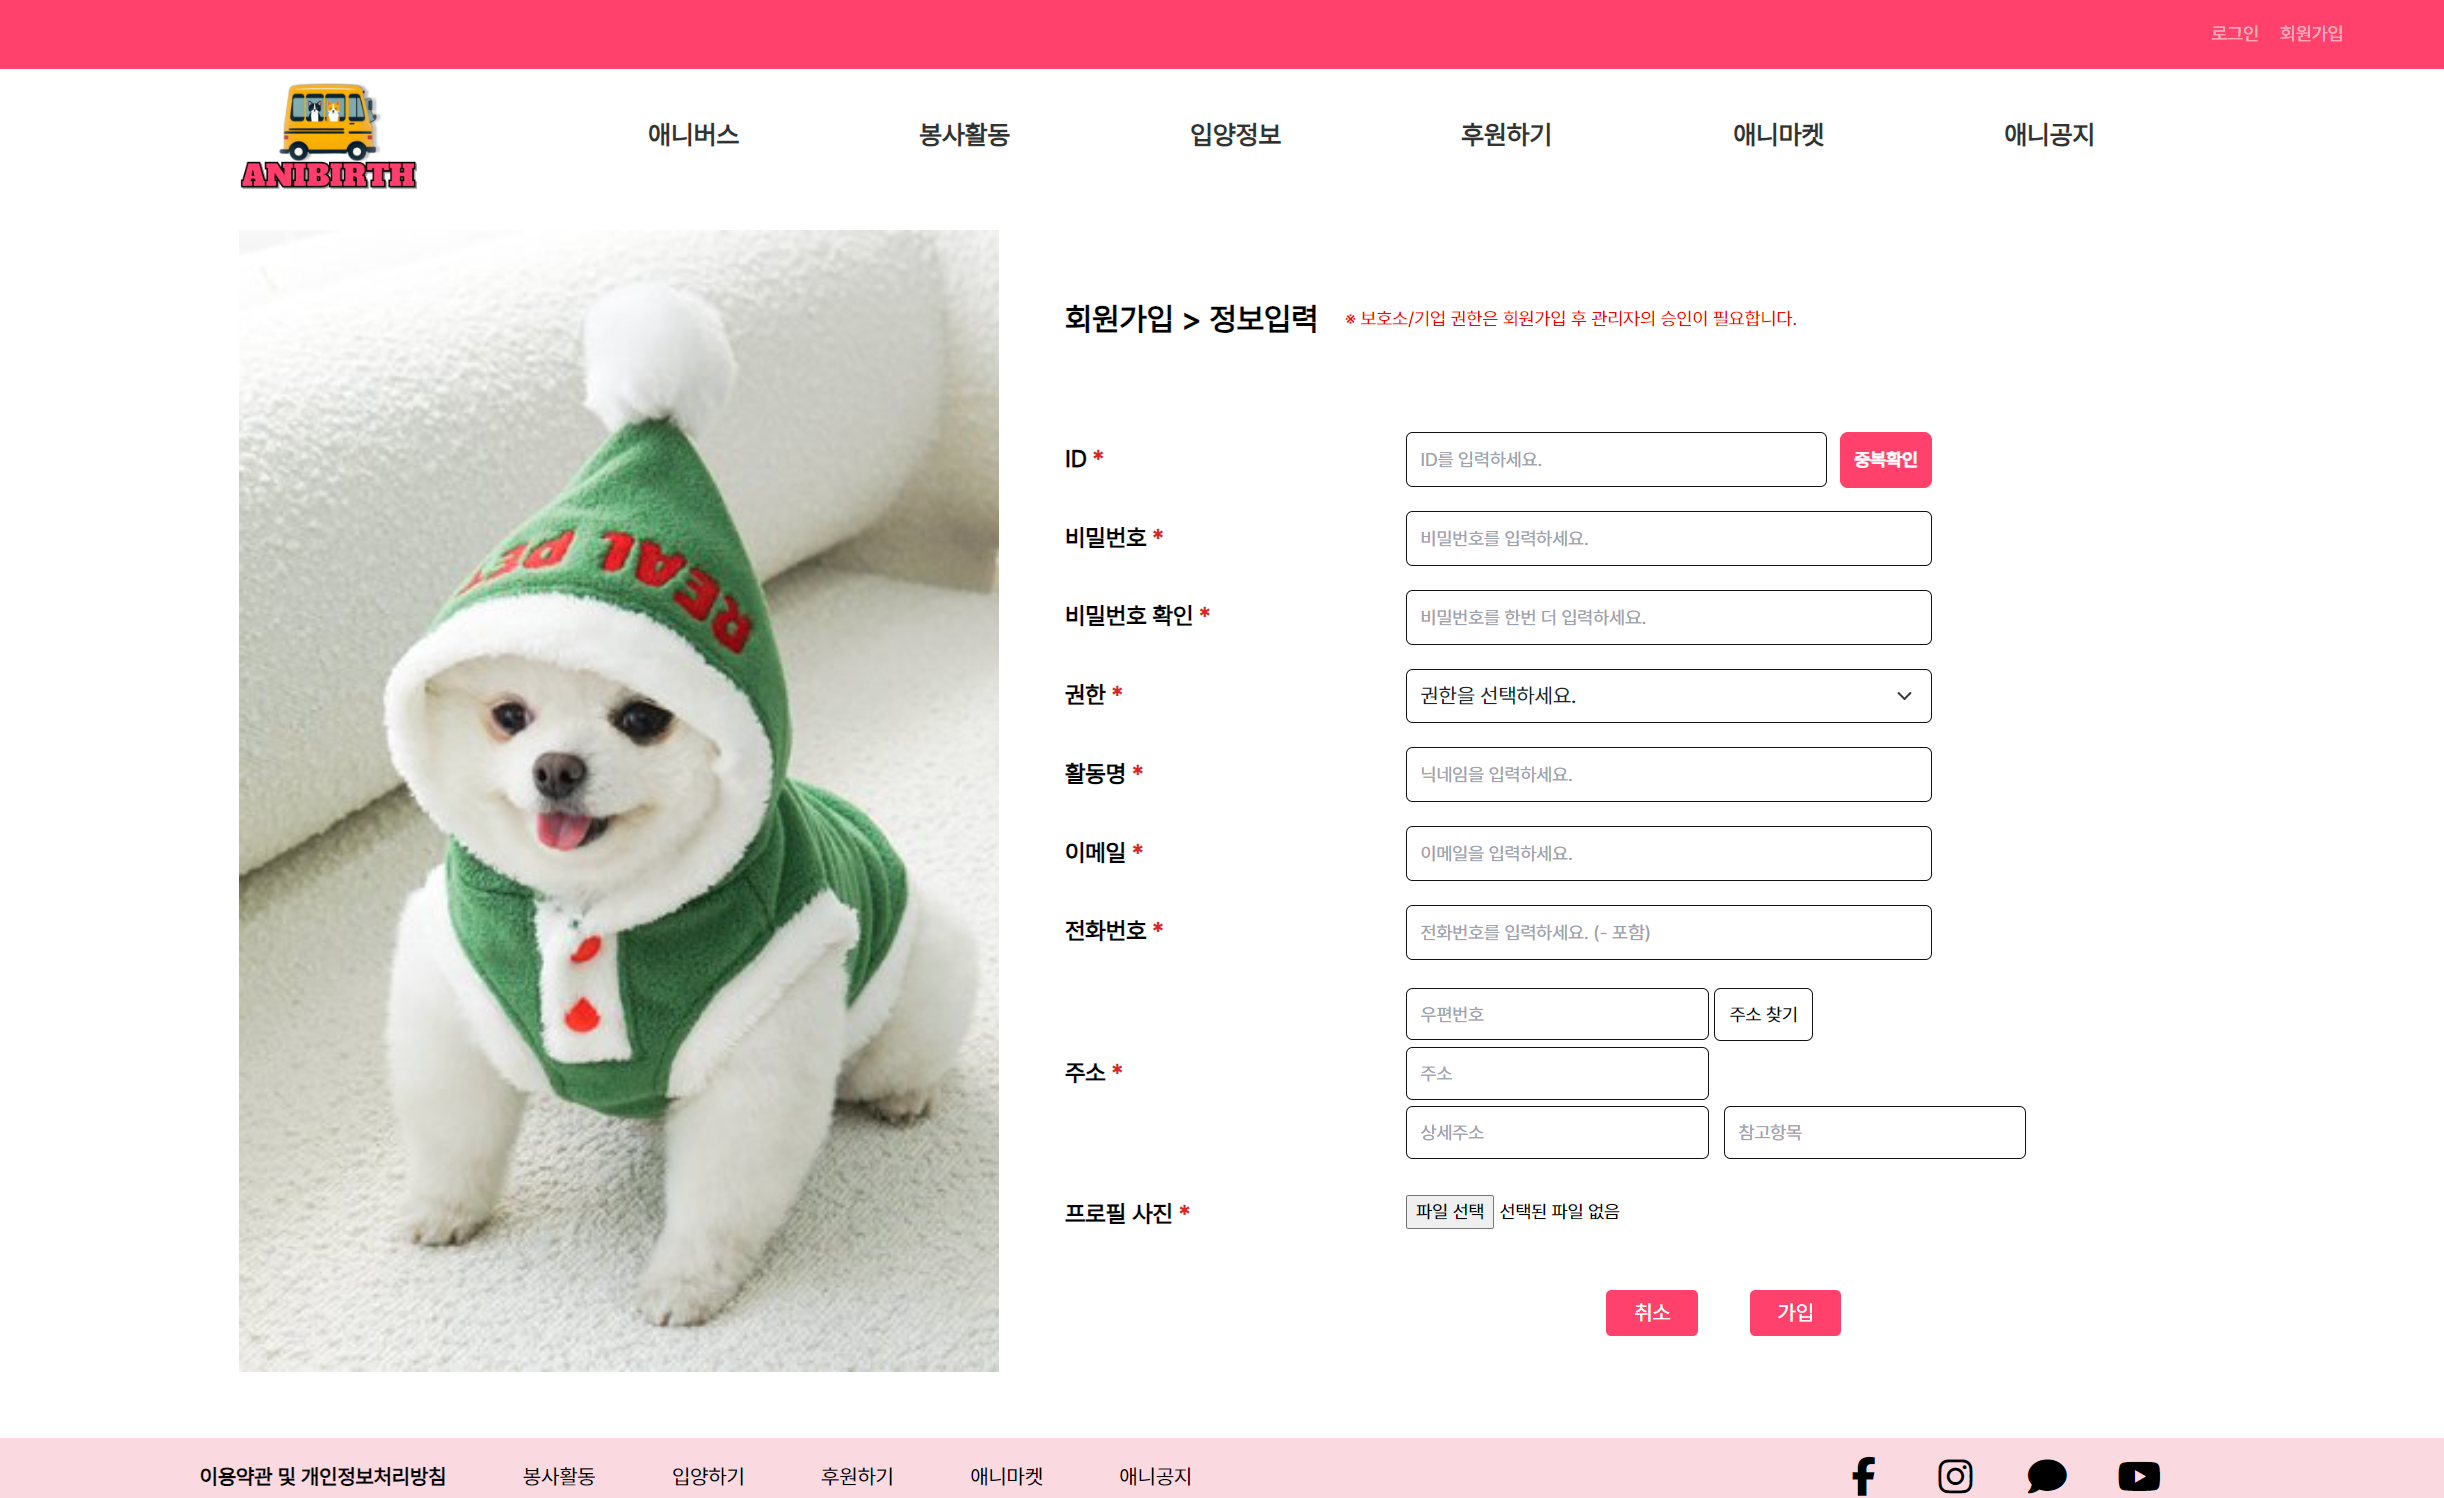 로그인 회원가입
ANIBIRTH
애니버스 봉사활동 입양정보 후원하기 애니마켓 애니공지
회원가입 > 정보입력 ※ 보호소/기업 권한은 회원가입 후 관리자의 승인이 필요합니다.
REAL PE
ID * ID를 입력하세요. 중복확인
비밀번호 * 비밀번호를 입력하세요.
비밀번호 확인 * 비밀번호를 한번 더 입력하세요.
권한 * 권한을 선택하세요.
활동명 * 닉네임을 입력하세요.
이메일 * 이메일을 입력하세요.
전화번호 * 전화번호를 입력하세요. (- 포함)
우편번호 주소 찾기
주소 * 주소
상세주소 참고항목
프로필 사진 * 파일 선택 선택된 파일 없음
취소 가입
이용약관 및 개인정보처리방침 봉사활동 입양하기 후원하기 애니마켓 애니공지